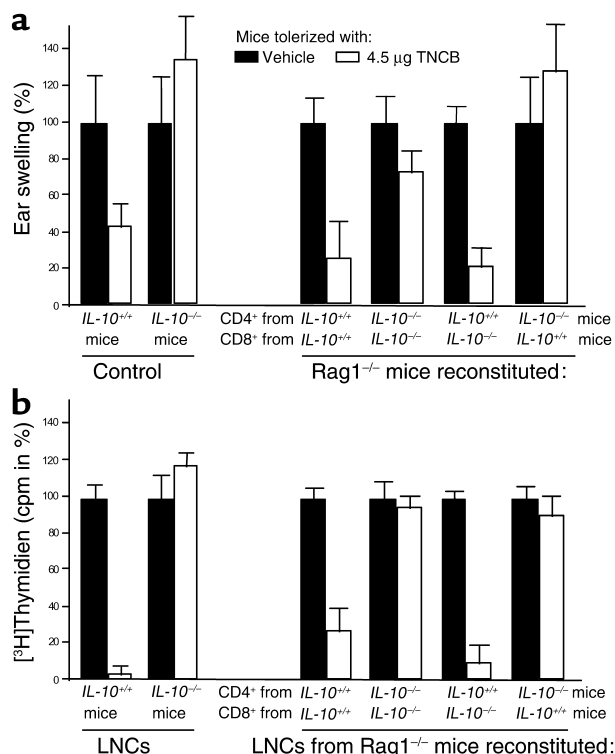 a
Mice tolerized with:
Vehicle 4.5 µg TNCB
Ear swelling (%)
140
120
100
80
60
40
20
0
IL-10+/+ IL-10–/– CD4+ from IL-10+/+ IL-10–/– IL-10+/+ IL-10–/– mice
mice mice CD8+ from IL-10+/+ IL-10–/– IL-10–/– IL-10+/+ mice
Control Rag1–/– mice reconstituted:
b
[3H]Thymidien (cpm in %)
140
120
100
80
60
40
20
0
IL-10+/+ IL-10–/– CD4+ from IL-10+/+ IL-10–/– IL-10+/+ IL-10–/– mice
mice mice CD8+ from IL-10+/+ IL-10–/– IL-10–/– IL-10+/+ mice
LNCs LNCs from Rag1–/– mice reconstituted: